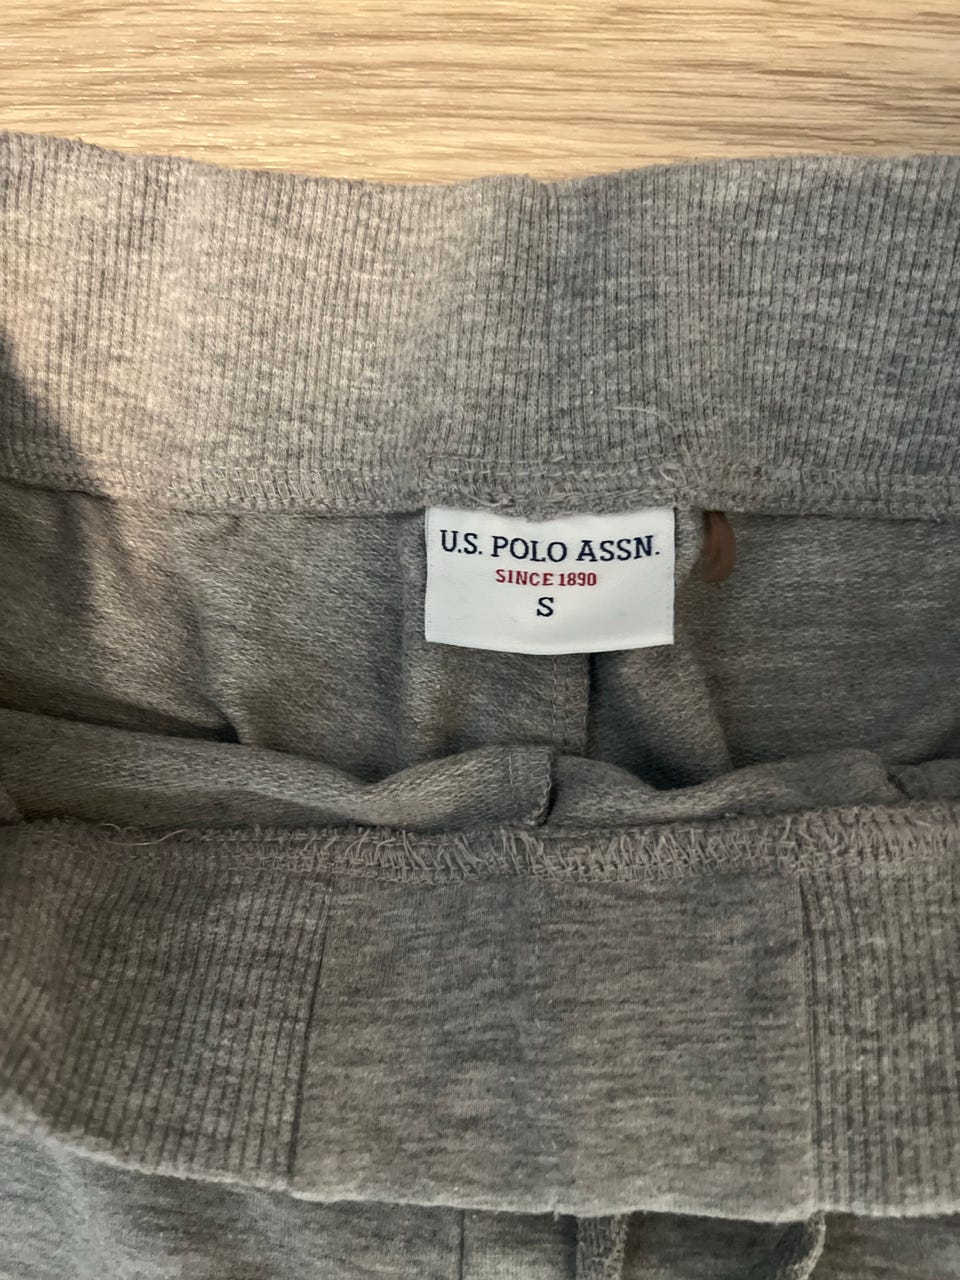 U.S. POLO ASSN.
SINCE 1890
S